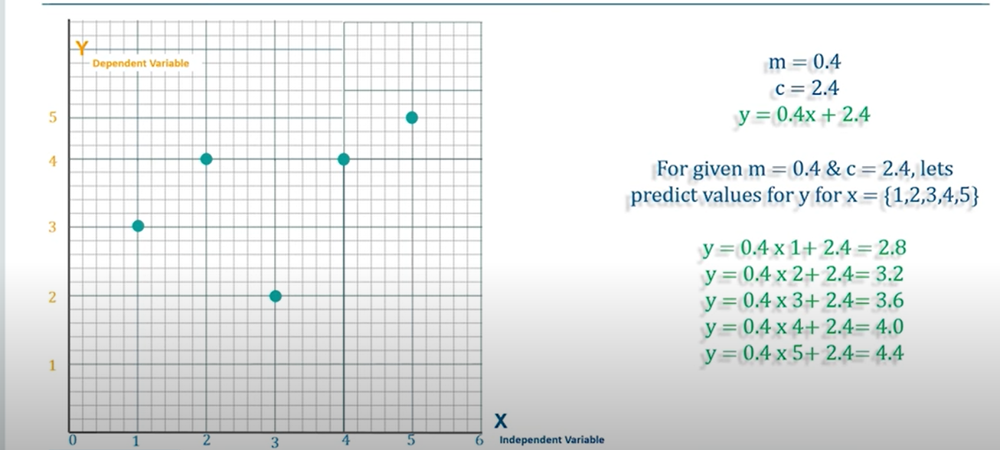 Y
Dependent Variable
5
4
3
2
1
0 1 2 3 4 5 6
X
Independent Variable
m = 0.4
c = 2.4
y = 0.4x + 2.4
For given m = 0.4 & c = 2.4, lets
predict values for y for x = {1,2,3,4,5}
y = 0.4 x 1+ 2.4 = 2.8
y = 0.4 x 2+ 2.4= 3.2
y = 0.4 x 3+ 2.4= 3.6
y = 0.4 x 4+ 2.4= 4.0
y = 0.4 x 5+ 2.4= 4.4